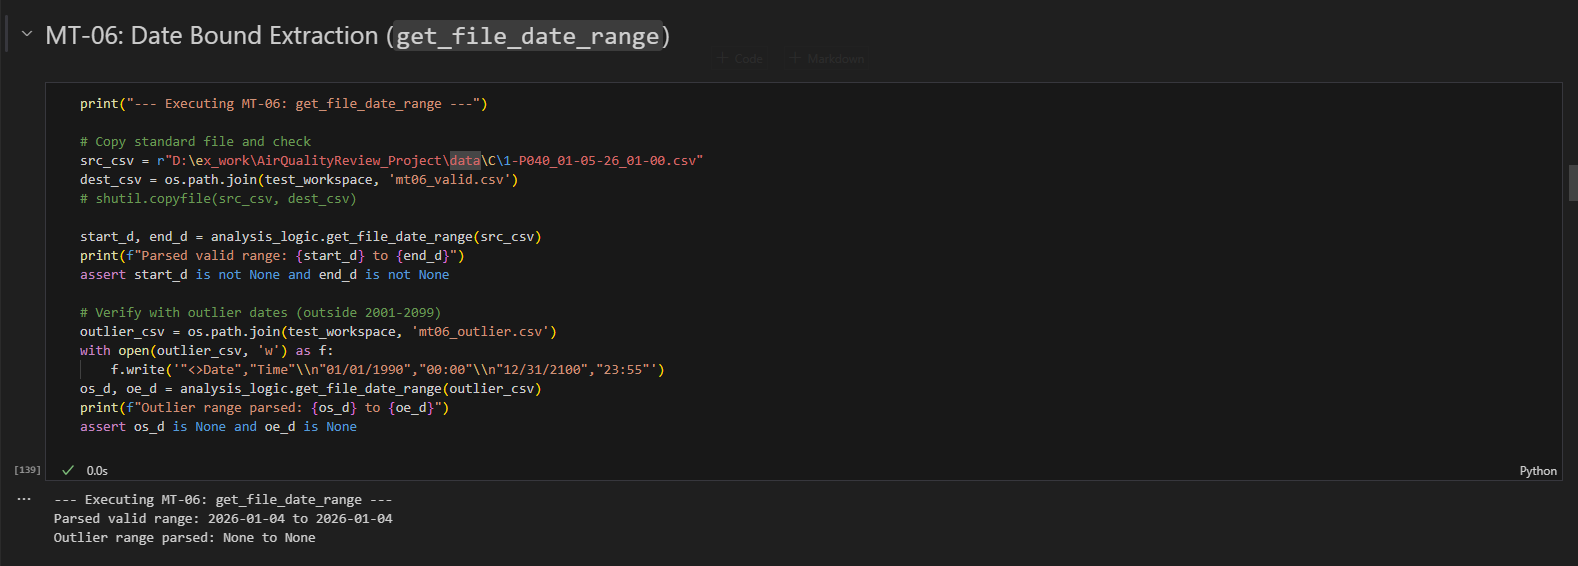 MT-06: Date Bound Extraction (get_file_date_range)
+ Code + Markdown
print("--- Executing MT-06: get_file_date_range ---")
# Copy standard file and check
src_csv = r"D:\ex_work\AirQualityReview_Project\data\C\1-P040_01-05-26_01-00.csv"
dest_csv = os.path.join(test_workspace, 'mt06_valid.csv')
# shutil.copyfile(src_csv, dest_csv)
start_d, end_d = analysis_logic.get_file_date_range(src_csv)
print(f"Parsed valid range: {start_d} to {end_d}")
assert start_d is not None and end_d is not None
# Verify with outlier dates (outside 2001-2099)
outlier_csv = os.path.join(test_workspace, 'mt06_outlier.csv')
with open(outlier_csv, 'w') as f:
    f.write('"<>Date","Time"\\n"01/01/1990","00:00"\\n"12/31/2100","23:55"')
os_d, oe_d = analysis_logic.get_file_date_range(outlier_csv)
print(f"Outlier range parsed: {os_d} to {oe_d}")
assert os_d is None and oe_d is None
[139] ✓ 0.0s Python
... --- Executing MT-06: get_file_date_range ---
Parsed valid range: 2026-01-04 to 2026-01-04
Outlier range parsed: None to None